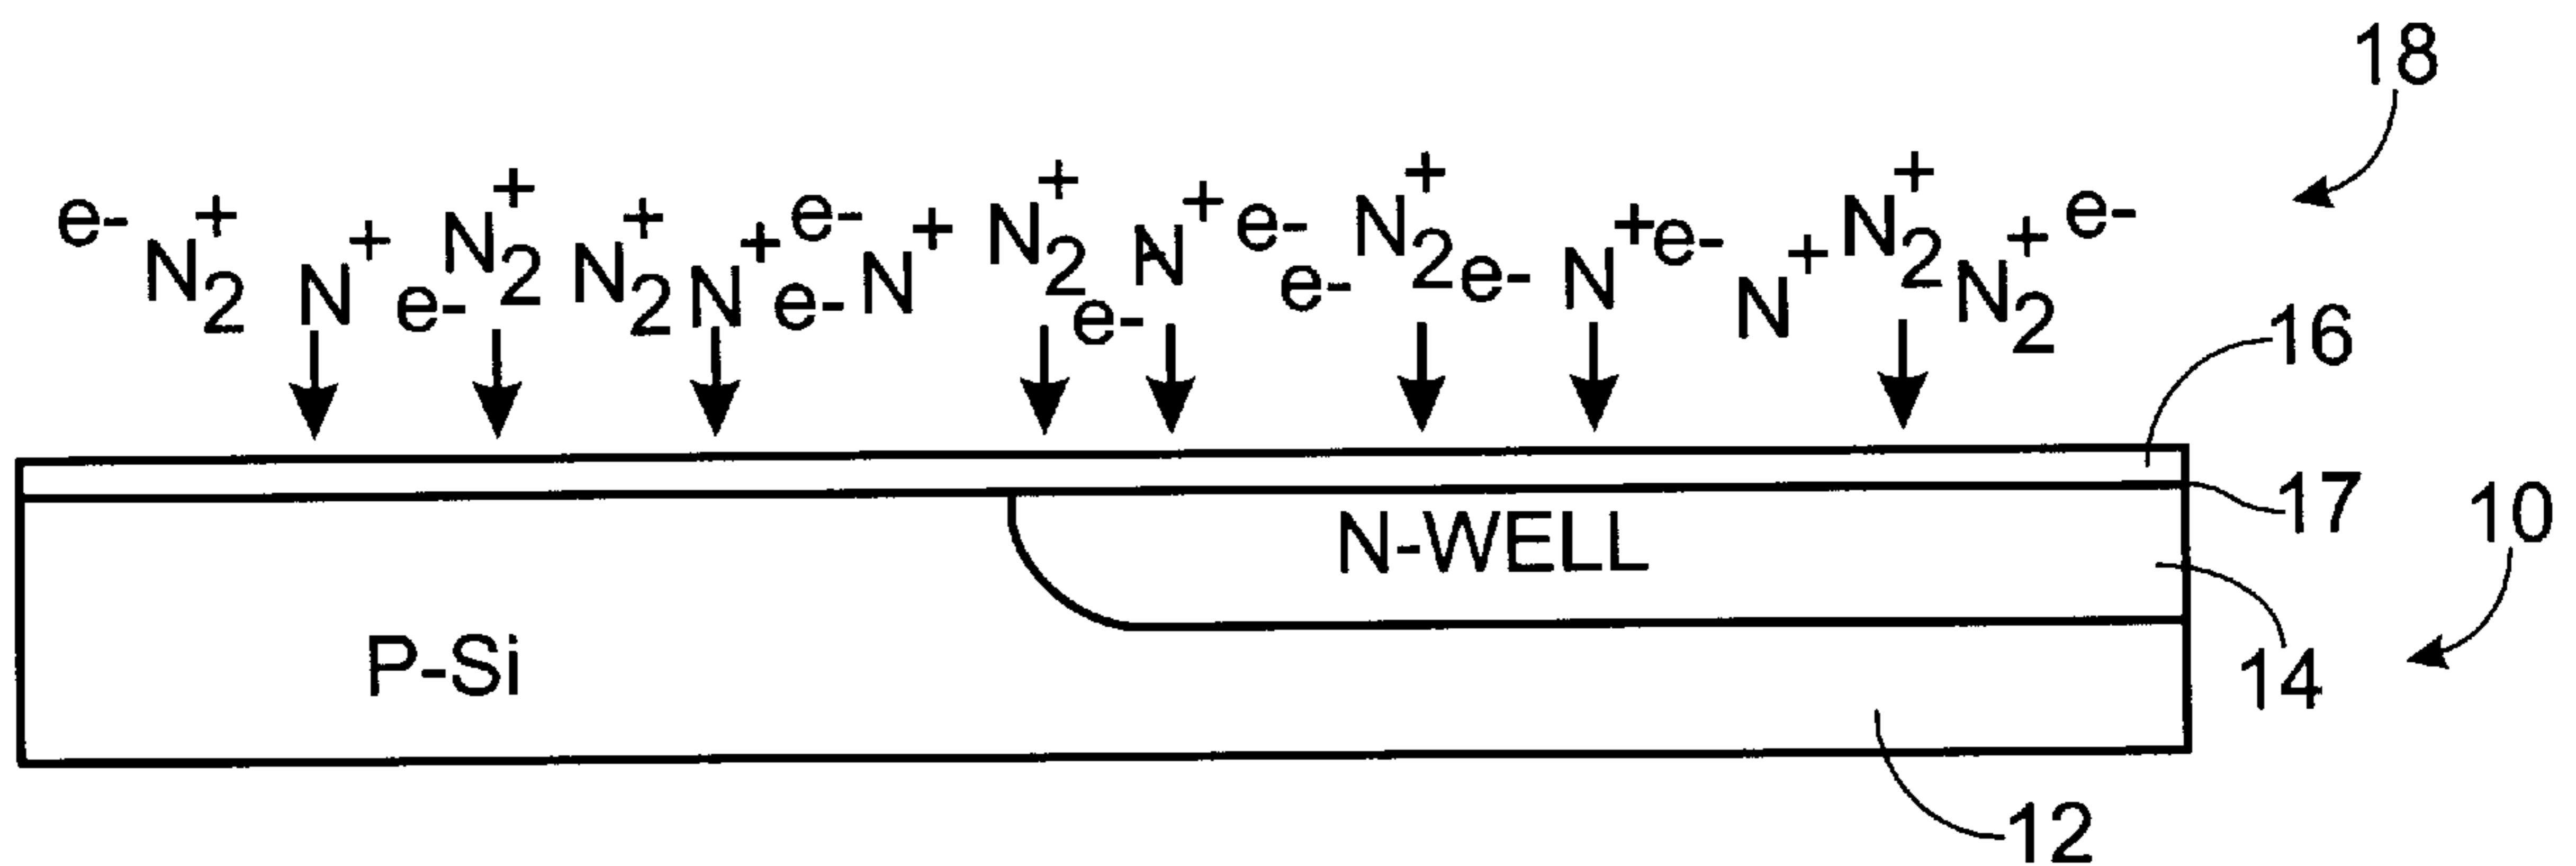 18
e- N₂⁺ N⁺ e- N₂⁺ N₂⁺ N⁺ e- e- N⁺ N₂⁺ e- N⁺ e- e- N₂⁺ e- N⁺ e- N⁺ N₂⁺ N₂⁺ e-
16
17
10
N-WELL
14
P-Si
12